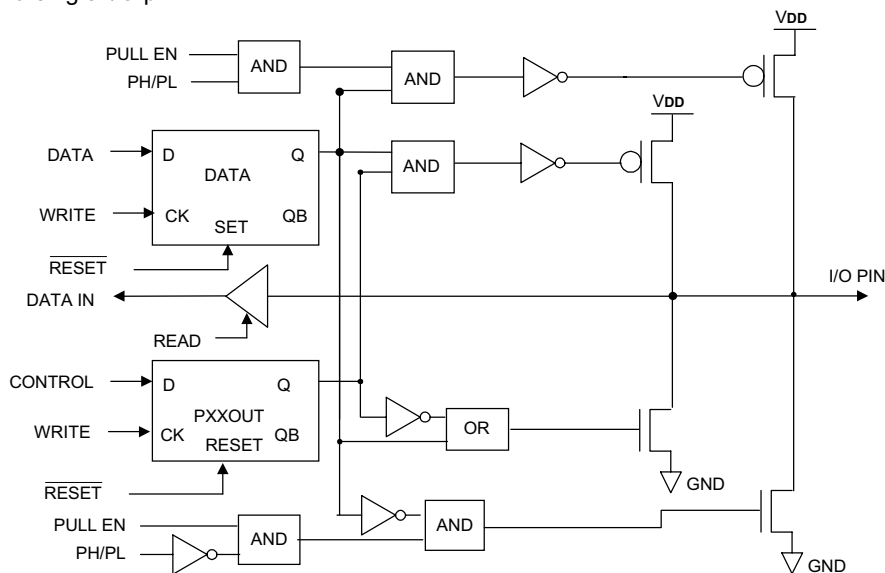 VDD
PULL EN
PH/PL
AND
AND
VDD
DATA
D
Q
DATA
AND
WRITE
CK
QB
SET
RESET
I/O PIN
DATA IN
READ
CONTROL
D
Q
PXXOUT
WRITE
CK
QB
RESET
OR
RESET
GND
PULL EN
AND
AND
PH/PL
GND